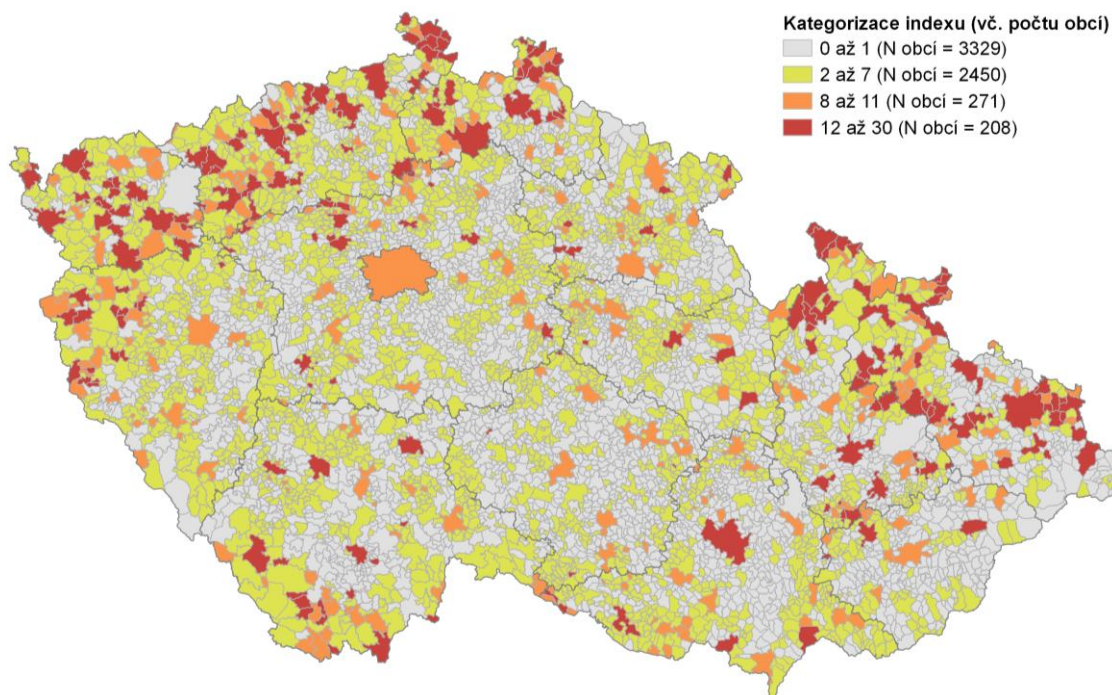 Kategorizace indexu (vč. počtu obcí)
0 až 1 (N obcí = 3329)
2 až 7 (N obcí = 2450)
8 až 11 (N obcí = 271)
12 až 30 (N obcí = 208)